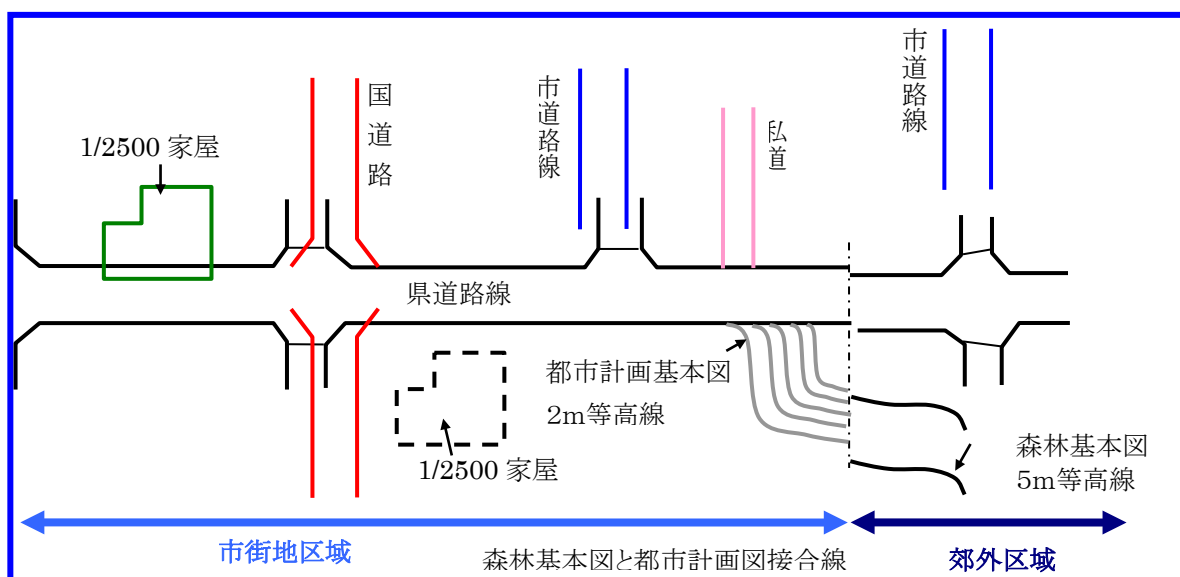 1/2500 家屋
国道路
市道路線
私道
市道路線
県道路線
都市計画基本図
2m等高線
1/2500 家屋
森林基本図
5m等高線
市街地区域
森林基本図と都市計画図接合線
郊外区域